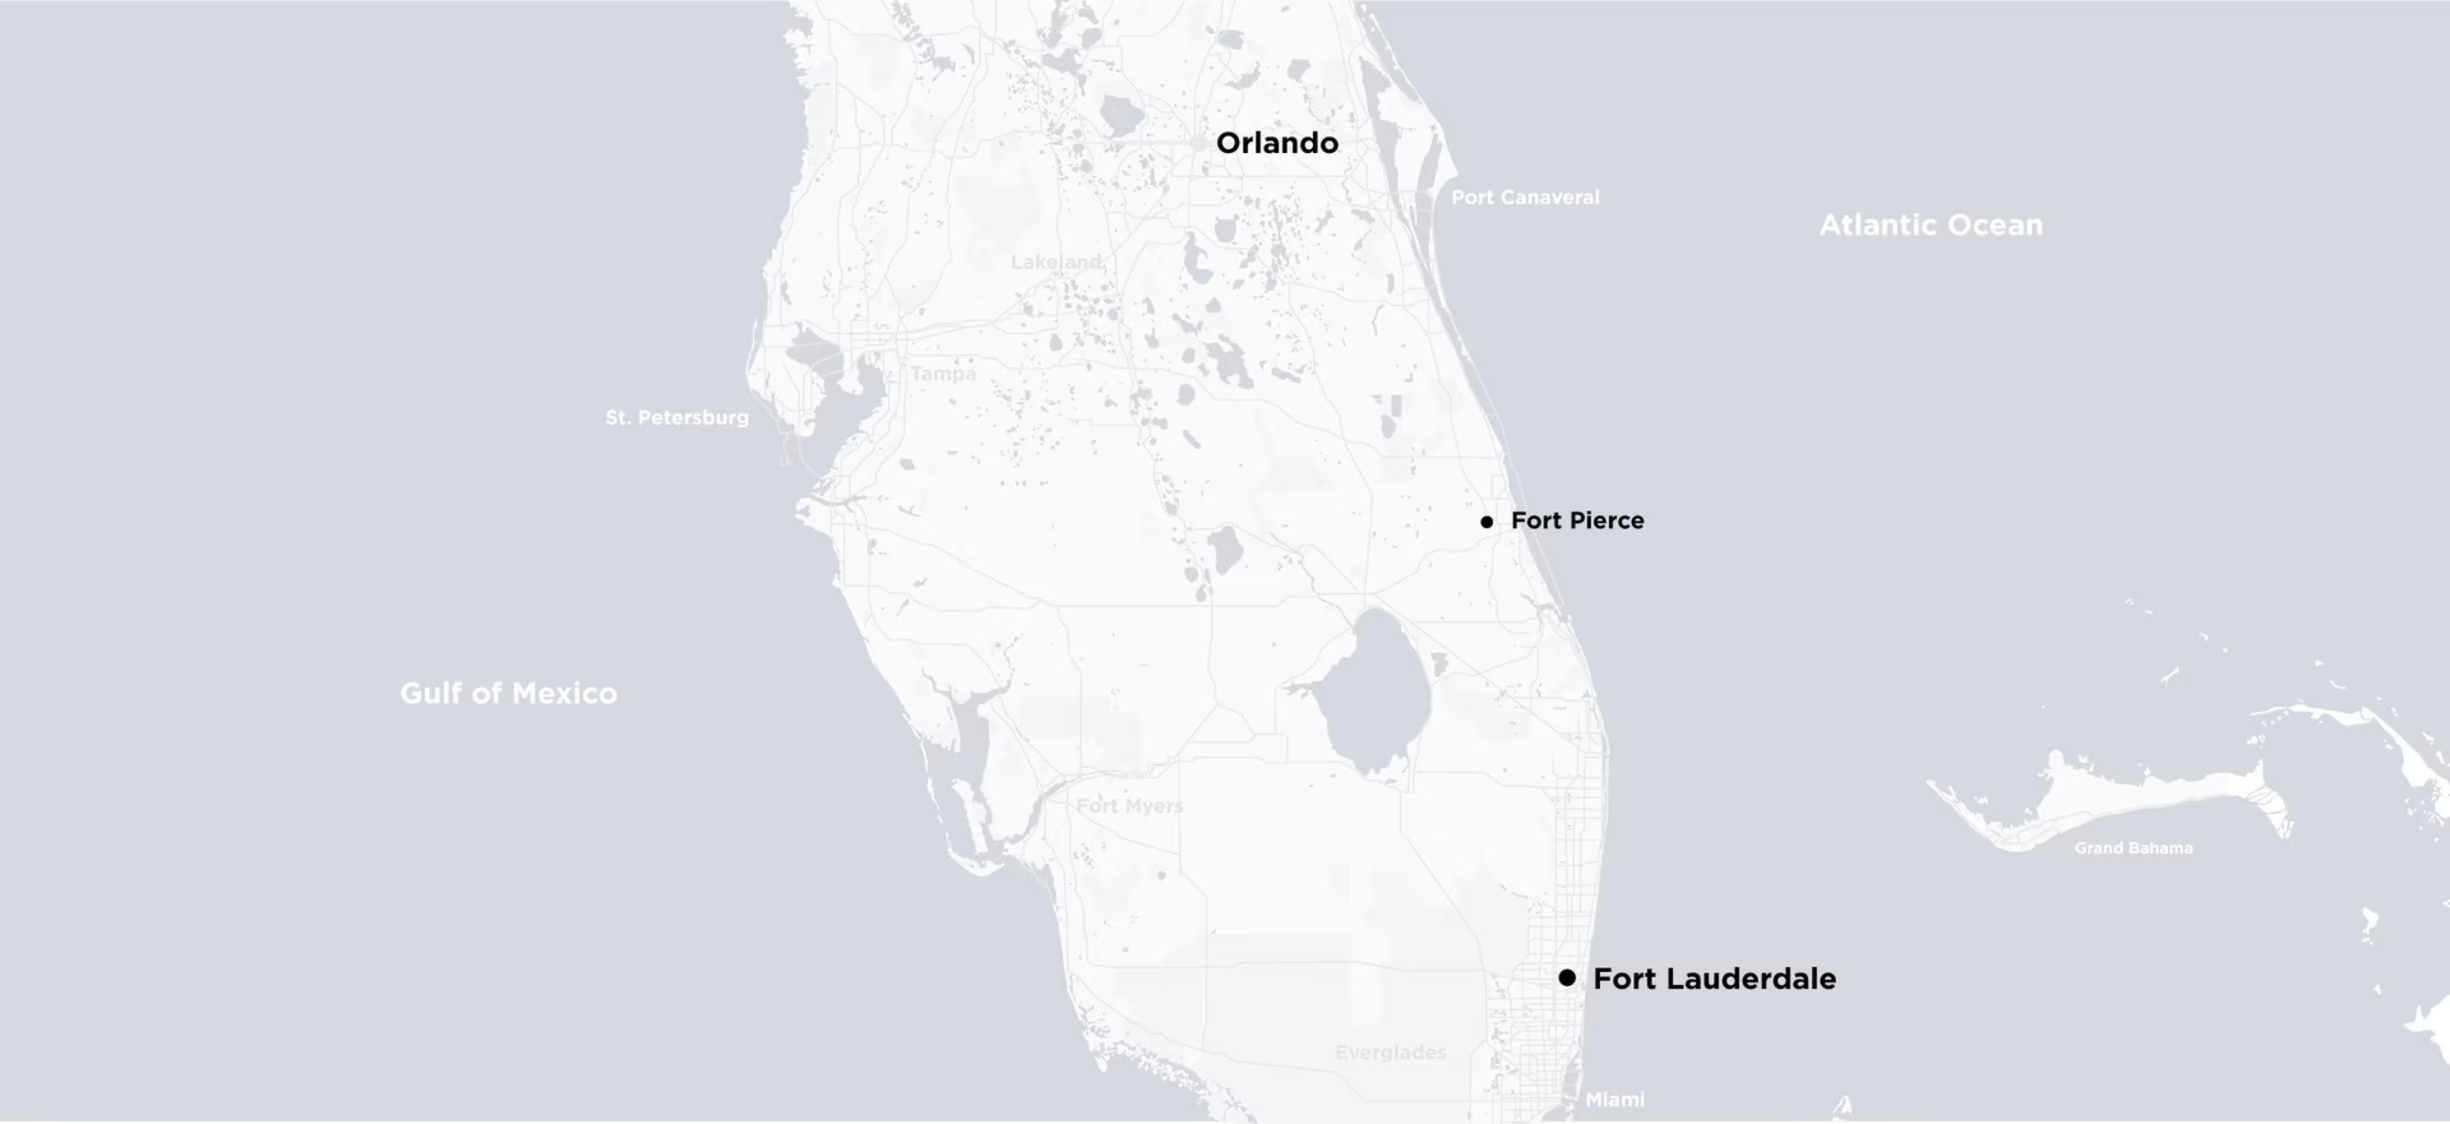 Orlando
Port Canaveral
Atlantic Ocean
Lakeland
Tampa
St. Petersburg
Fort Pierce
Gulf of Mexico
Fort Myers
Grand Bahama
Fort Lauderdale
Everglades
Miami